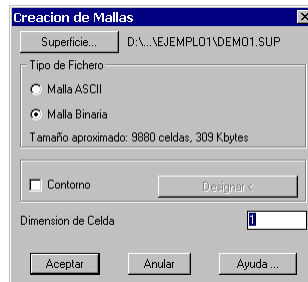 Creacion de Mallas
Superficie... D:\...\EJEMPLO1\DEMO1.SUP
Tipo de Fichero
Malla ASCII
Malla Binaria
Tamaño aproximado: 9880 celdas, 309 Kbytes
Contorno Designar <
Dimension de Celda 1
Aceptar Anular Ayuda ...